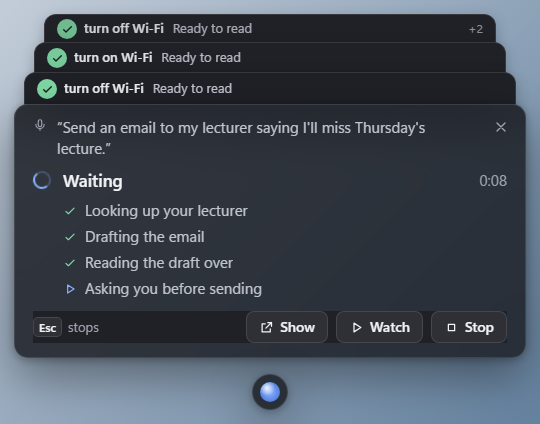 turn off Wi-Fi Ready to read +2
turn on Wi-Fi Ready to read
turn off Wi-Fi Ready to read
“Send an email to my lecturer saying I'll miss Thursday's
lecture.”
Waiting 0:08
Looking up your lecturer
Drafting the email
Reading the draft over
Asking you before sending
Esc stops Show Watch Stop